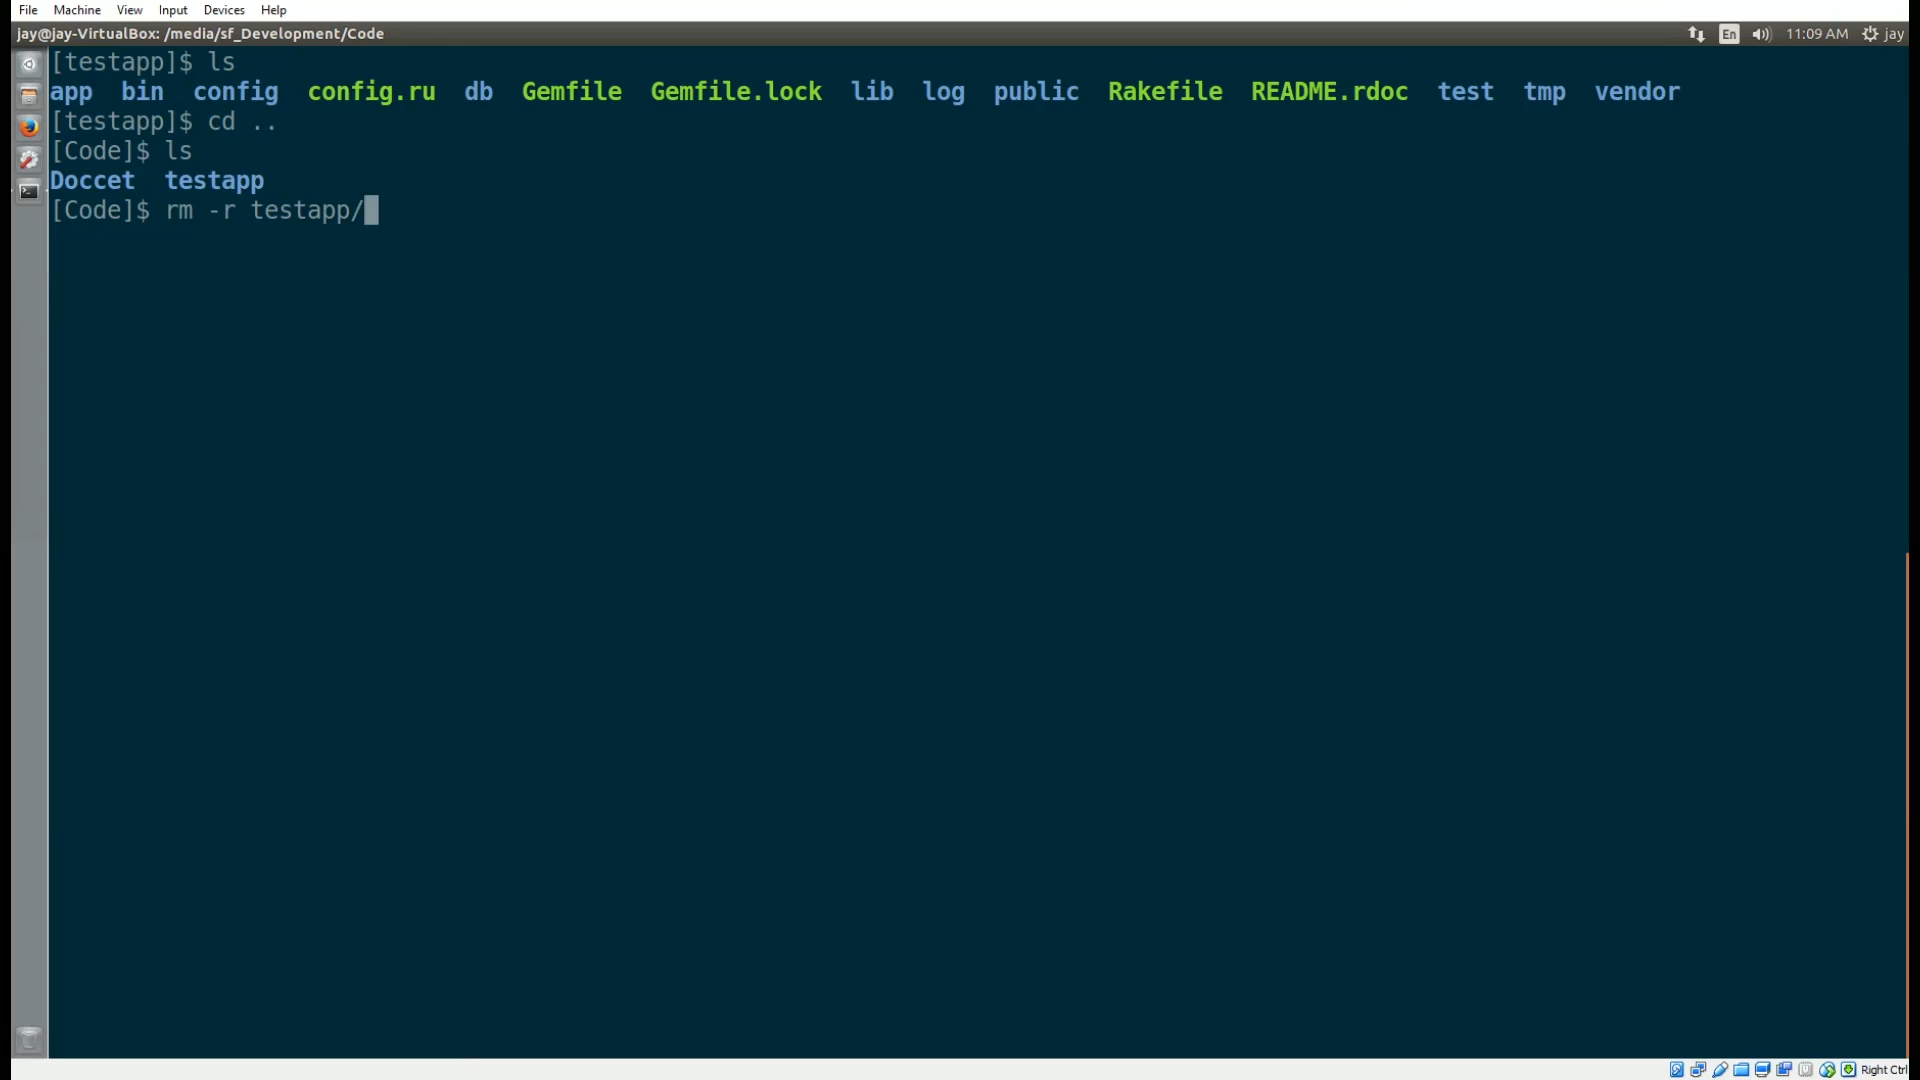 File Machine View Input Devices Help
jay@jay-VirtualBox: /media/sf_Development/Code En 11:09 AM jay
[testapp]$ ls
app bin config config.ru db Gemfile Gemfile.lock lib log public Rakefile README.rdoc test tmp vendor
[testapp]$ cd ..
[Code]$ ls
Doccet testapp
[Code]$ rm -r testapp/
Right Ctrl